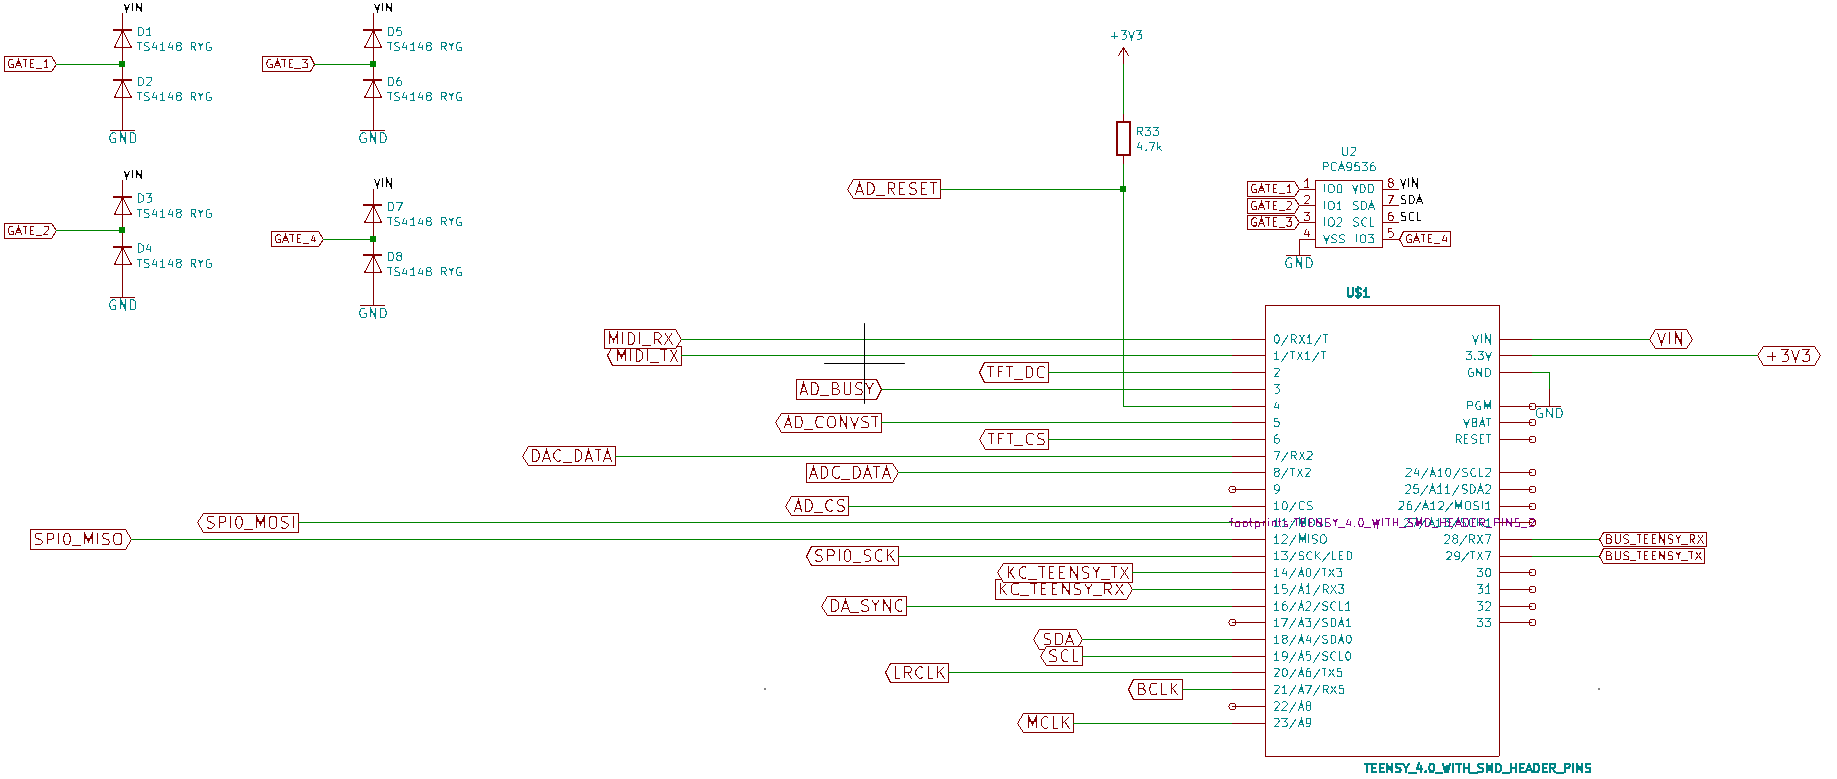 VIN
D1
TS4148 RYG
GATE_1
D2
TS4148 RYG
GND
VIN
D5
TS4148 RYG
GATE_3
D6
TS4148 RYG
GND
VIN
D3
TS4148 RYG
GATE_2
D4
TS4148 RYG
GND
VIN
D7
TS4148 RYG
GATE_4
D8
TS4148 RYG
GND
+3V3
R33
4.7k
AD_RESET
U2
PCA9536
GATE_1 1 IO0 VDD 8 VIN
GATE_2 2 IO1 SDA 7 SDA
GATE_3 3 IO2 SCL 6 SCL
4 VSS IO3 5 GATE_4
GND
U$1
MIDI_RX 0/RX1/T
MIDI_TX 1/TX1/T
TFT_DC 2
AD_BUSY 3
4
AD_CONVST 5
TFT_CS 6
DAC_DATA 7/RX2
ADC_DATA 8/TX2
9
AD_CS 10/CS
SPI0_MOSI
SPI0_MISO 12/MISO
SPI0_SCK 13/SCK/LED
KC_TEENSY_TX 14/A0/TX3
KC_TEENSY_RX 15/A1/RX3
DA_SYNC 16/A2/SCL1
17/A3/SDA1
SDA 18/A4/SDA0
SCL 19/A5/SCL0
LRCLK 20/A6/TX5
BCLK 21/A7/RX5
22/A8
MCLK 23/A9
VIN VIN
3.3V +3V3
GND
PGM GND
VBAT
RESET
24/A10/SCL2
25/A11/SDA2
26/A12/MOSI1
28/RX7 BUS_TEENSY_RX
29/TX7 BUS_TEENSY_TX
30
31
32
33
TEENSY_4.0_WITH_SMD_HEADER_PINS